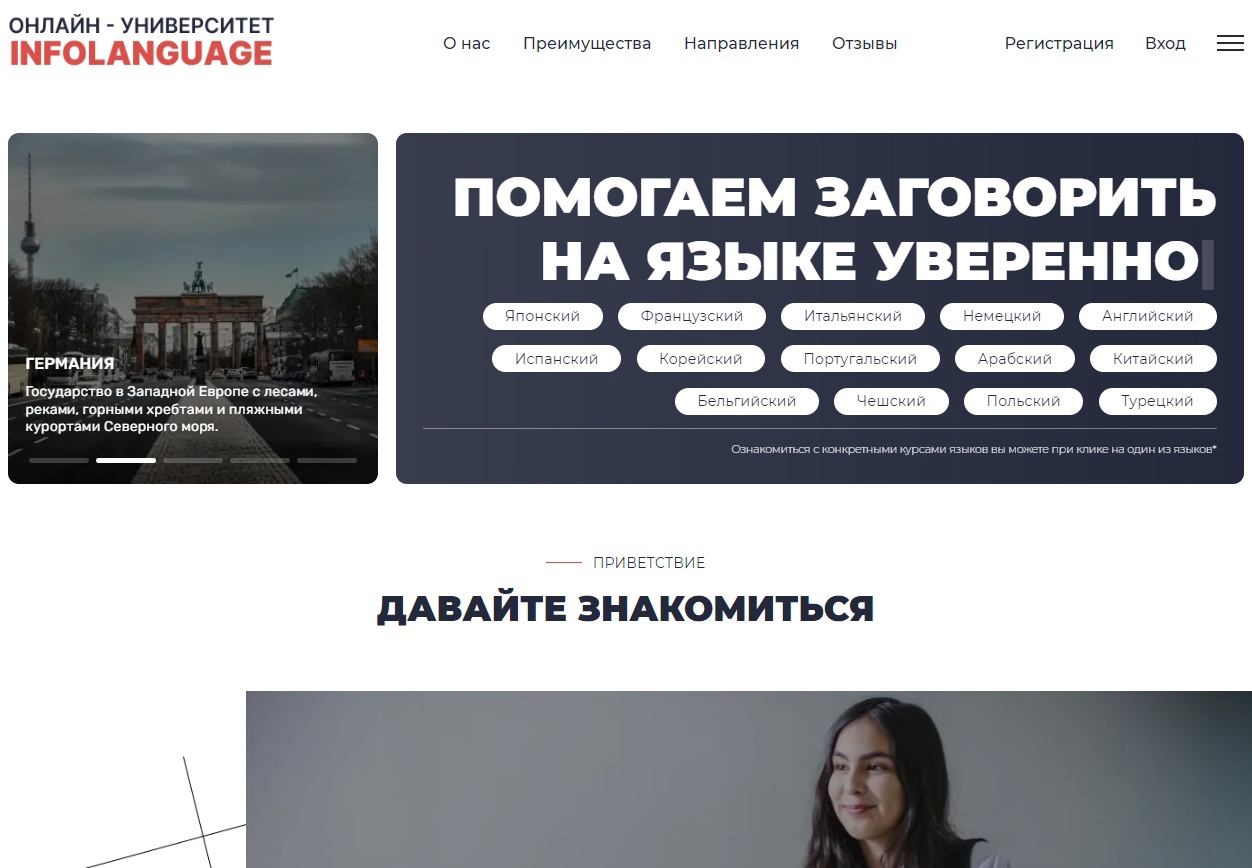 ОНЛАЙН - УНИВЕРСИТЕТ
INFOLANGUAGE
О нас Преимущества Направления Отзывы Регистрация Вход
ГЕРМАНИЯ
Государство в Западной Европе с лесами,
реками, горными хребтами и пляжными
курортами Северного моря.
ПОМОГАЕМ ЗАГОВОРИТЬ
НА ЯЗЫКЕ УВЕРЕННО
Японский Французский Итальянский Немецкий Английский
Испанский Корейский Португальский Арабский Китайский
Бельгийский Чешский Польский Турецкий
Ознакомиться с конкретными курсами языков вы можете при клике на один из языков*
ПРИВЕТСТВИЕ
ДАВАЙТЕ ЗНАКОМИТЬСЯ